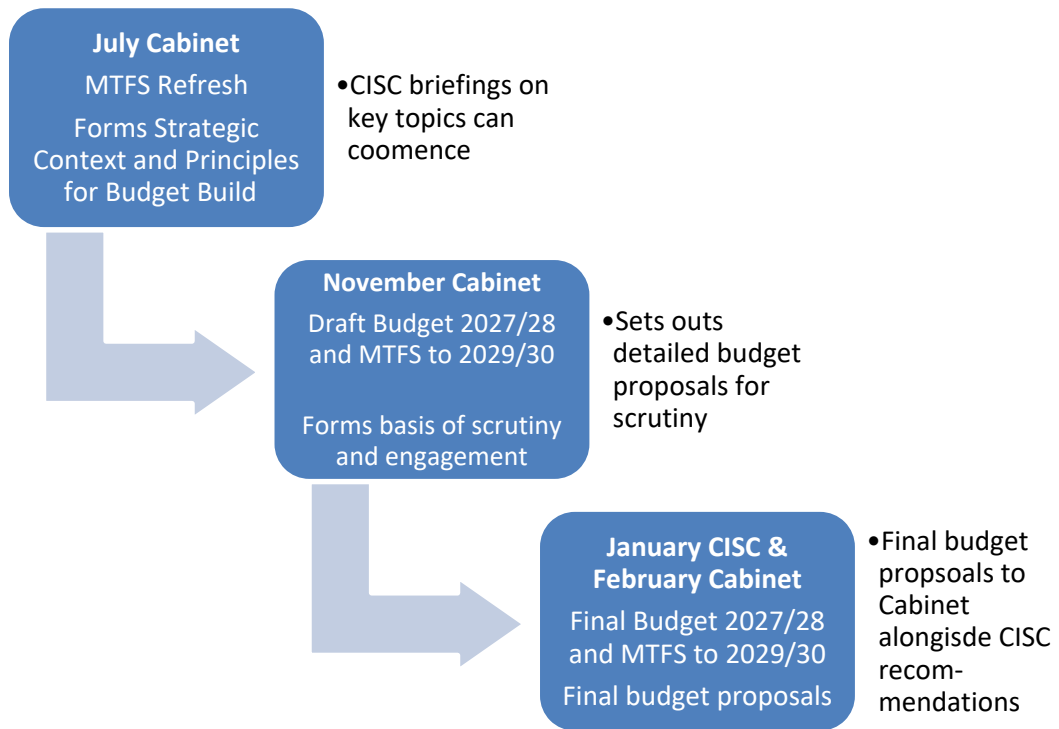 July Cabinet
MTFS Refresh
Forms Strategic
Context and Principles
for Budget Build
•CISC briefings on
key topics can
coomence
November Cabinet
Draft Budget 2027/28
and MTFS to 2029/30
Forms basis of scrutiny
and engagement
•Sets outs
detailed budget
proposals for
scrutiny
January CISC &
February Cabinet
Final Budget 2027/28
and MTFS to 2029/30
Final budget proposals
•Final budget
propsoals to
Cabinet
alongisde CISC
recom-
mendations